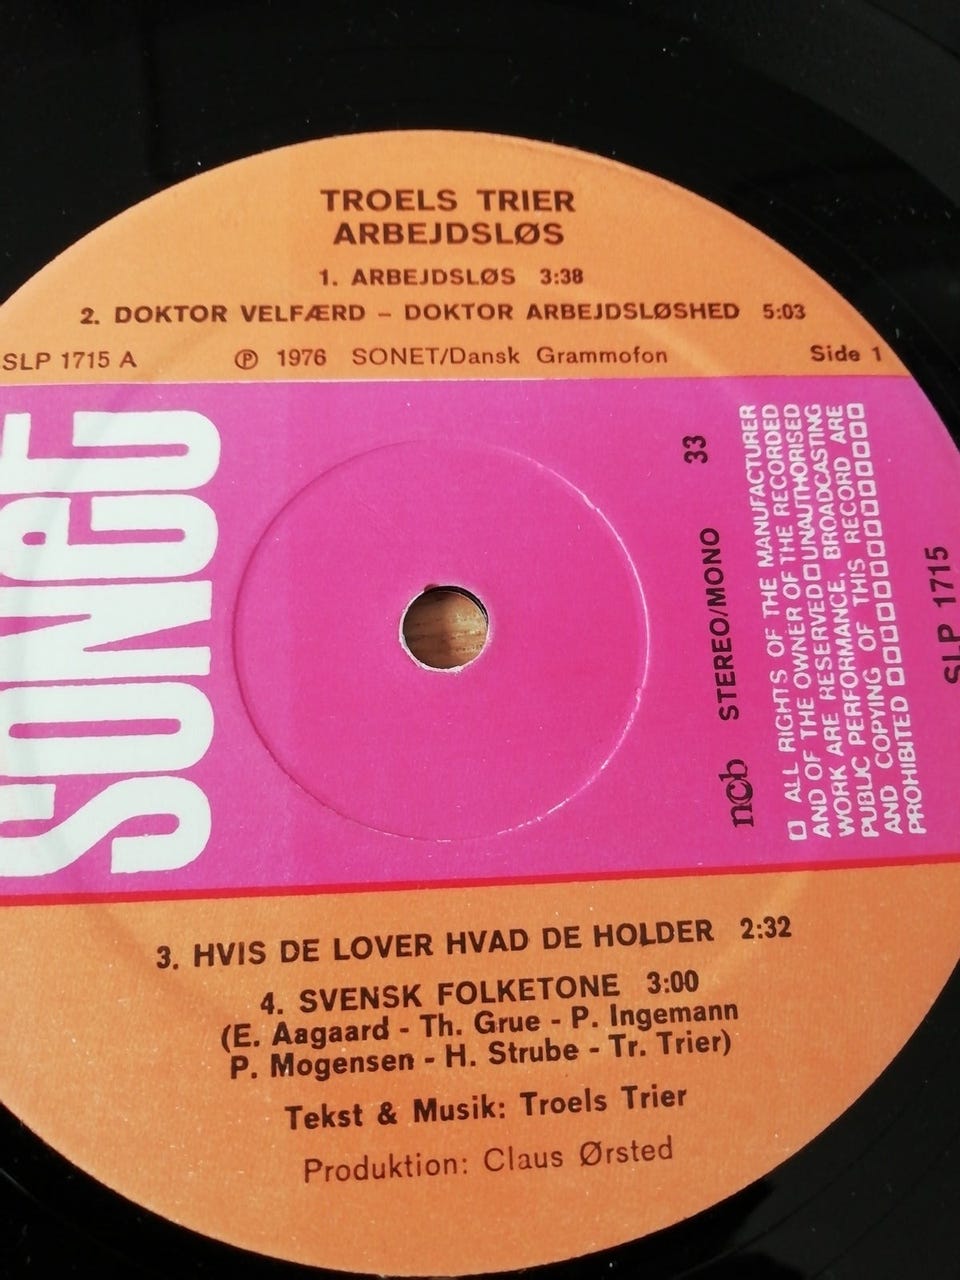 TROELS TRIER
ARBEJDSLØS
1. ARBEJDSLØS 3:38
2. DOKTOR VELFÆRD – DOKTOR ARBEJDSLØSHED 5:03
SLP 1715 A ℗ 1976 SONET/Dansk Grammofon Side 1
33
STEREO/MONO
ncb
☐ ALL RIGHTS OF THE MANUFACTURER
AND OF THE OWNER OF THE RECORDED
WORK ARE RESERVED ☐ UNAUTHORISED
PUBLIC PERFORMANCE, BROADCASTING
AND COPYING OF THIS RECORD ARE
PROHIBITED
SLP 1715
3. HVIS DE LOVER HVAD DE HOLDER 2:32
4. SVENSK FOLKETONE 3:00
(E. Aagaard - Th. Grue - P. Ingemann
P. Mogensen - H. Strube - Tr. Trier)
Tekst & Musik: Troels Trier
Produktion: Claus Ørsted